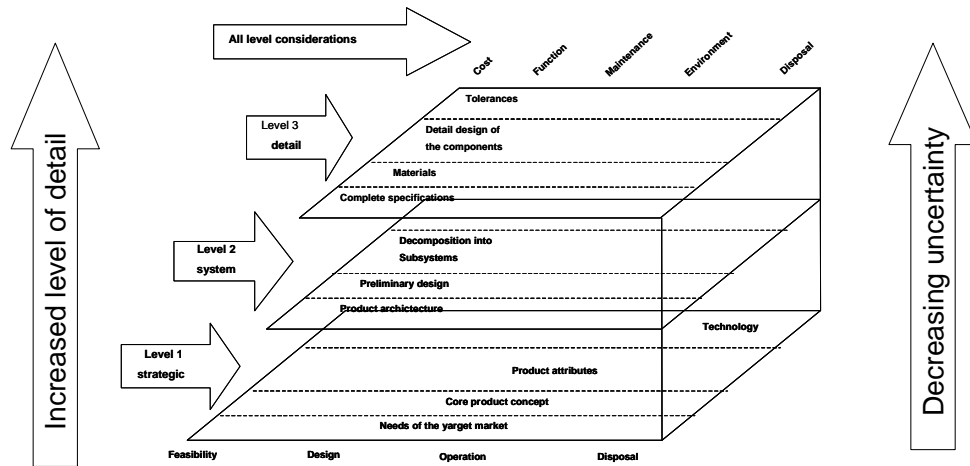 All level considerations
Cost
Function
Maintenance
Environment
Disposal
Increased level of detail
Decreasing uncertainty
Level 3
detail
Tolerances
Detail design of
the components
Materials
Complete specifications
Level 2
system
Decomposition into
Subsystems
Preliminary design
Product archictecture
Level 1
strategic
Technology
Product attributes
Core product concept
Needs of the yarget market
Feasibility
Design
Operation
Disposal